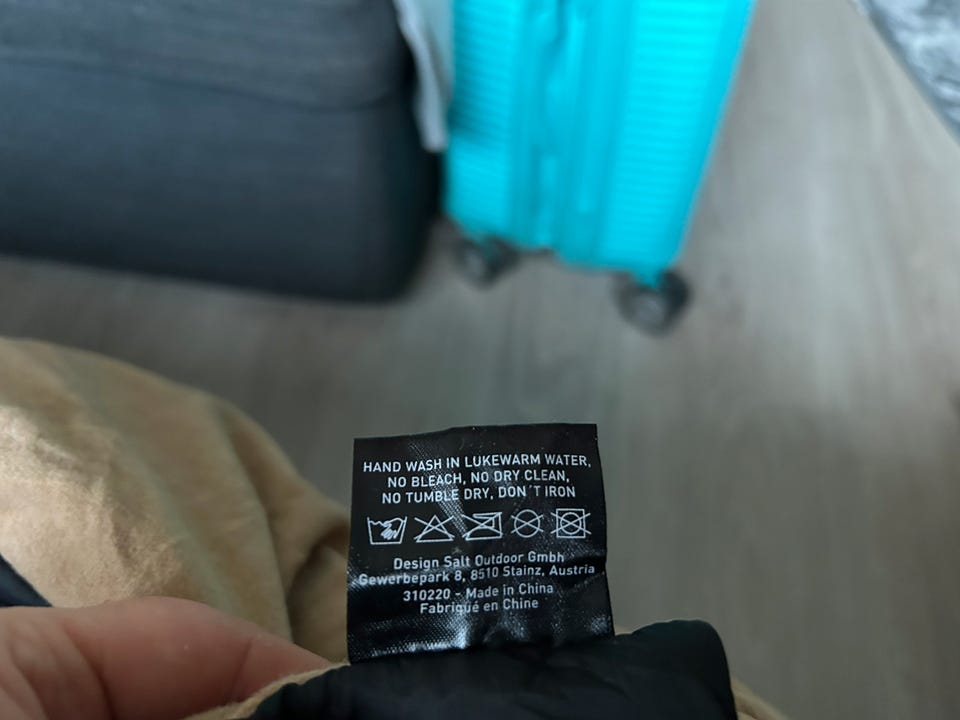 HAND WASH IN LUKEWARM WATER,
NO BLEACH, NO DRY CLEAN,
NO TUMBLE DRY, DON´T IRON
Design Salt Outdoor Gmbh
Gewerbepark 8, 8510 Stainz, Austria
310220 - Made in China
Fabriqué en Chine